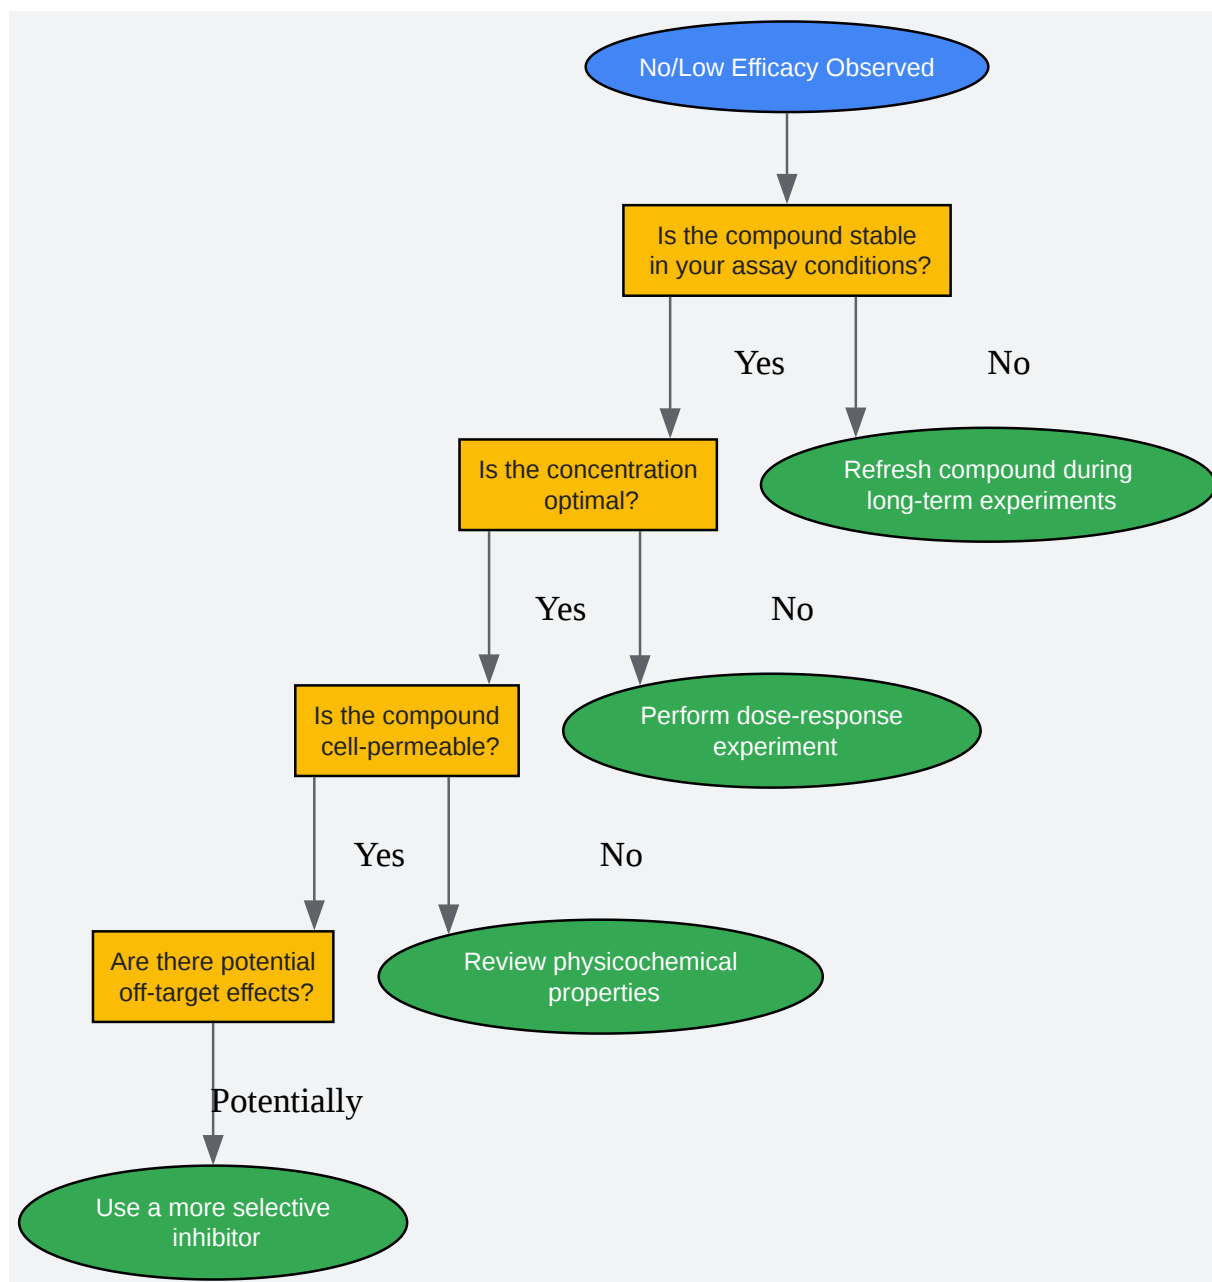 No/Low Efficacy Observed
Is the compound stable
in your assay conditions?
Yes
No
Is the concentration
optimal?
Refresh compound during
long-term experiments
Yes
No
Is the compound
cell-permeable?
Perform dose-response
experiment
Yes
No
Are there potential
off-target effects?
Review physicochemical
properties
Potentially
Use a more selective
inhibitor